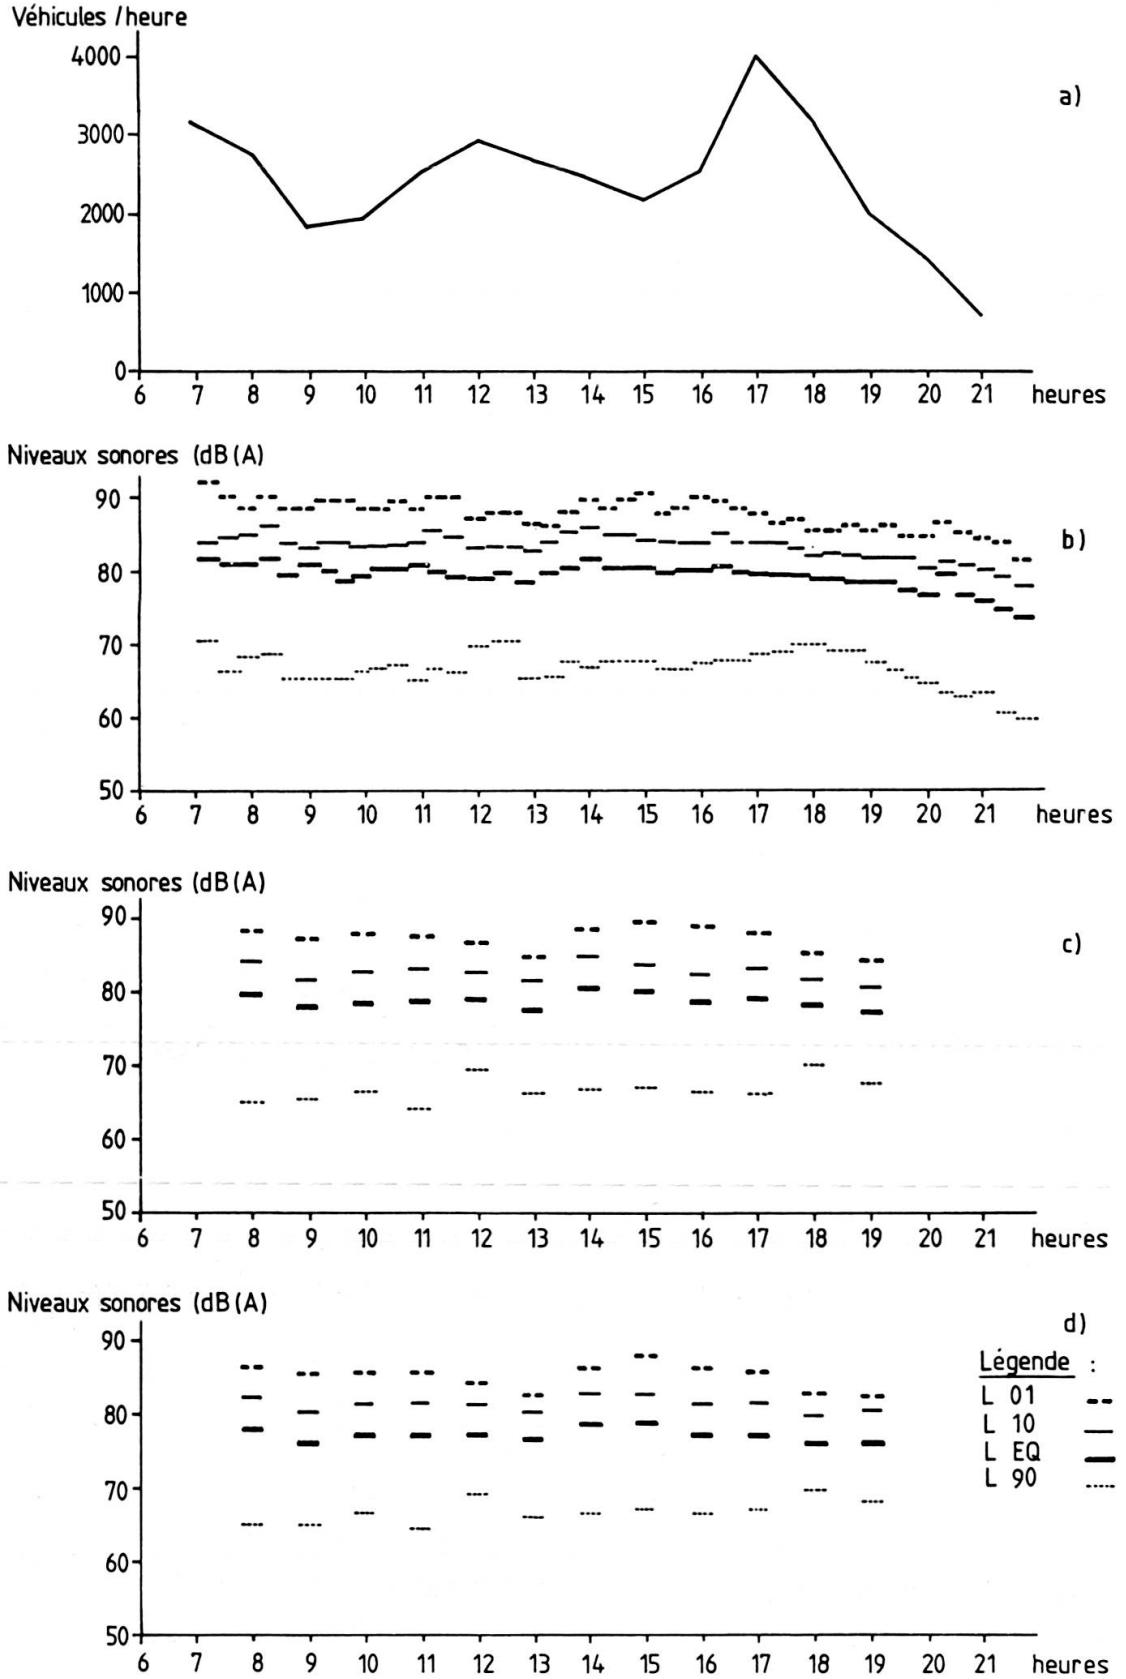 Véhicules /heure
4000
3000
2000
1000
0
a)
6 7 8 9 10 11 12 13 14 15 16 17 18 19 20 21 heures
Niveaux sonores (dB(A)
90
80
70
60
50
b)
6 7 8 9 10 11 12 13 14 15 16 17 18 19 20 21 heures
Niveaux sonores (dB(A)
90
80
70
60
50
c)
6 7 8 9 10 11 12 13 14 15 16 17 18 19 20 21 heures
Niveaux sonores (dB(A)
90
80
70
60
50
d)
Légende :
L 01
L 10
L EQ
L 90
6 7 8 9 10 11 12 13 14 15 16 17 18 19 20 21 heures